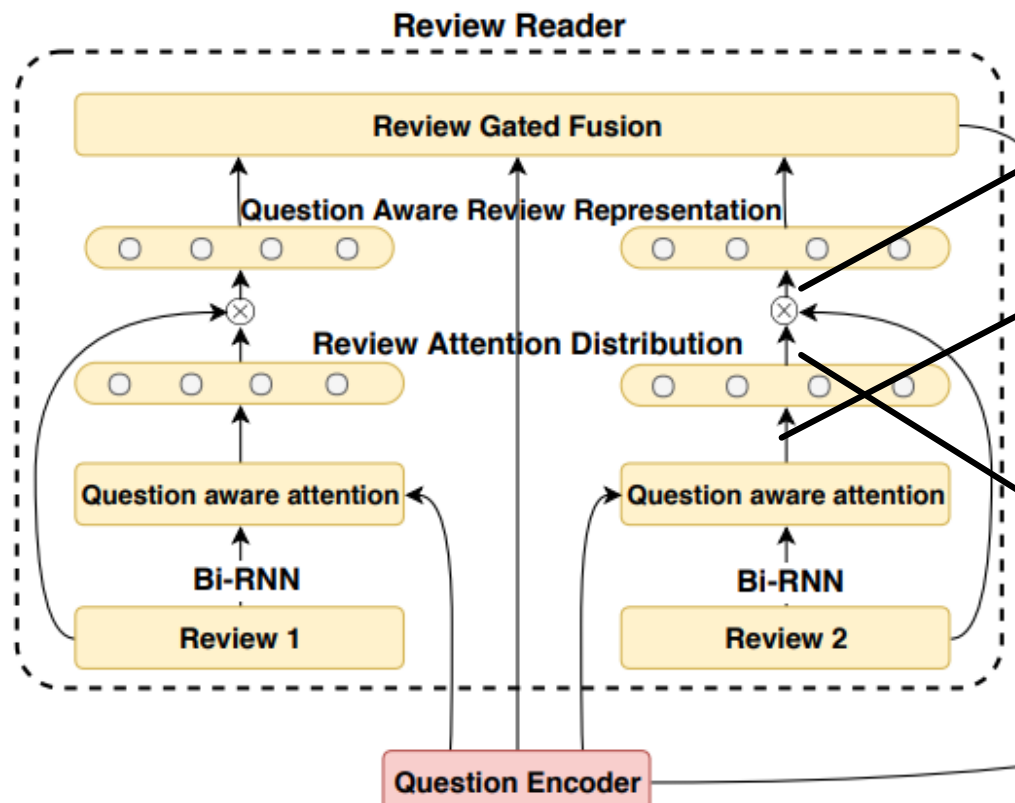 Review Reader
Review Gated Fusion
Question Aware Review Representation
Review Attention Distribution
Question aware attention
Question aware attention
Bi-RNN
Bi-RNN
Review 1
Review 2
Question Encoder